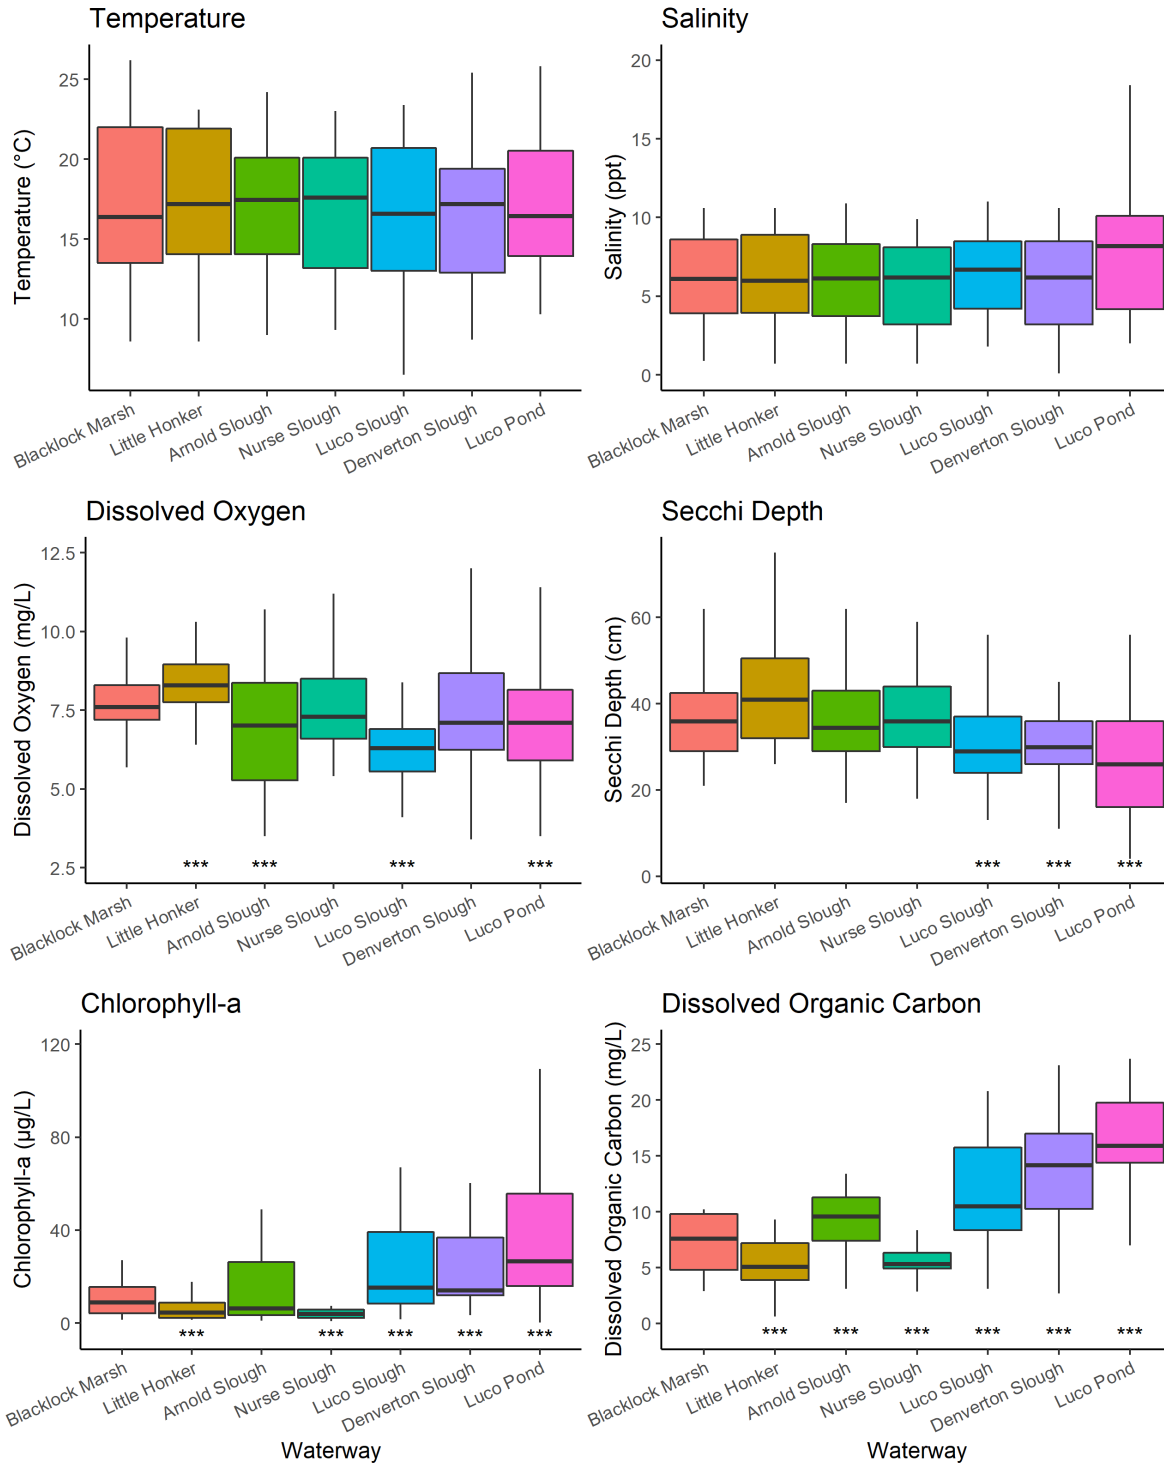 Temperature
Temperature (°C)
25
20
15
10
Blacklock Marsh
Little Honker
Arnold Slough
Nurse Slough
Luco Slough
Denverton Slough
Luco Pond
Salinity
Salinity (ppt)
20
15
10
5
0
Blacklock Marsh
Little Honker
Arnold Slough
Nurse Slough
Luco Slough
Denverton Slough
Luco Pond
Dissolved Oxygen
Dissolved Oxygen (mg/L)
12.5
10.0
7.5
5.0
2.5
*** *** *** ***
Blacklock Marsh
Little Honker
Arnold Slough
Nurse Slough
Luco Slough
Denverton Slough
Luco Pond
Secchi Depth
Secchi Depth (cm)
60
40
20
0
*** *** ***
Blacklock Marsh
Little Honker
Arnold Slough
Nurse Slough
Luco Slough
Denverton Slough
Luco Pond
Chlorophyll-a
Chlorophyll-a (µg/L)
120
80
40
0
*** *** *** *** ***
Blacklock Marsh
Little Honker
Arnold Slough
Nurse Slough
Luco Slough
Denverton Slough
Luco Pond
Waterway
Dissolved Organic Carbon
Dissolved Organic Carbon (mg/L)
25
20
15
10
5
0
*** *** *** *** *** ***
Blacklock Marsh
Little Honker
Arnold Slough
Nurse Slough
Luco Slough
Denverton Slough
Luco Pond
Waterway